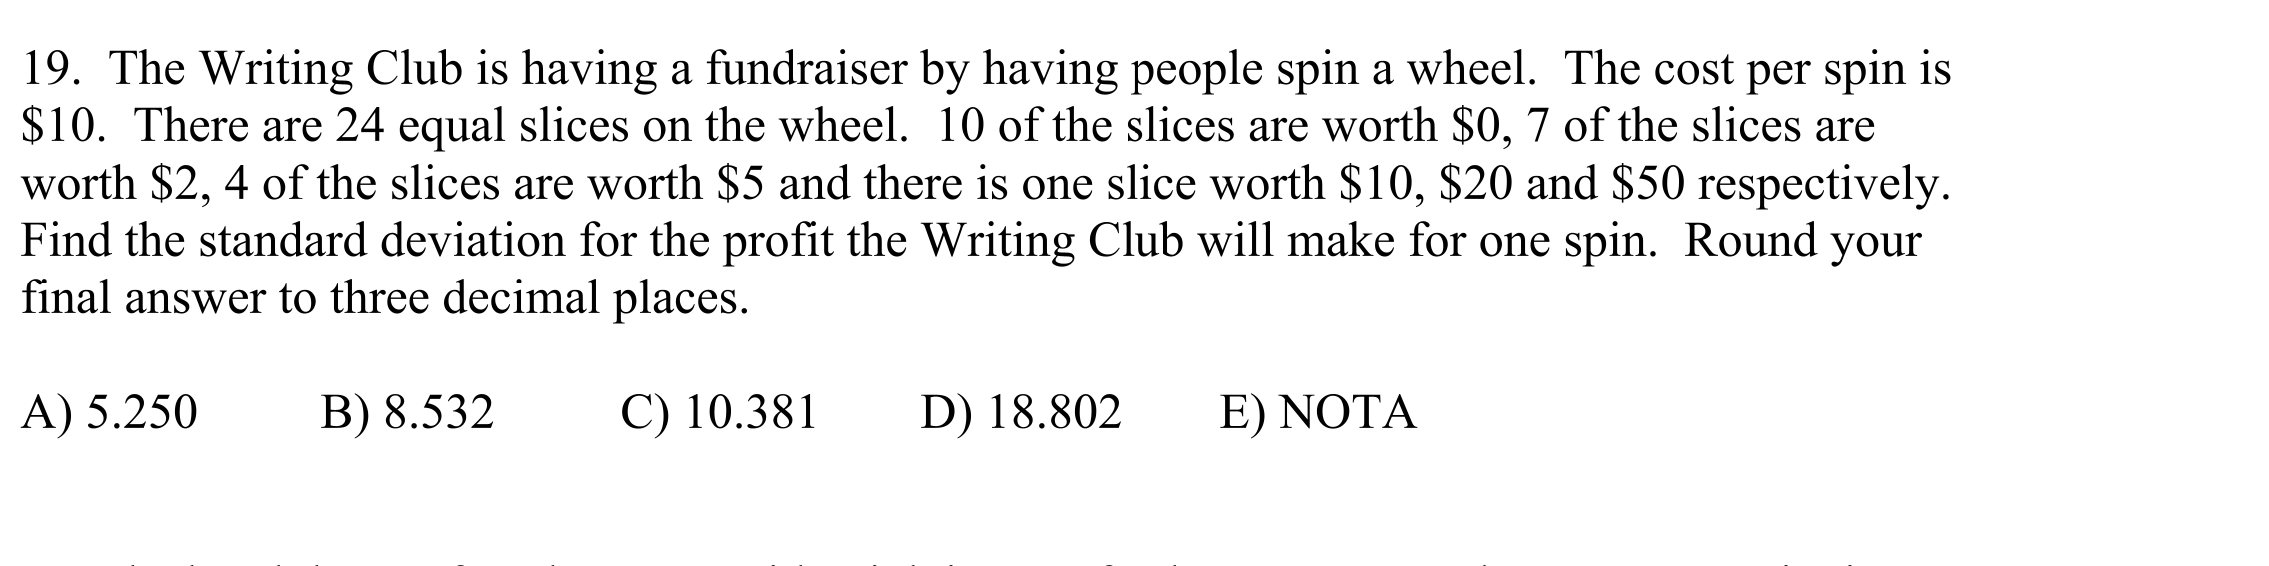 19.  The Writing Club is having a fundraiser by having people spin a wheel.  The cost per spin is
$10.  There are 24 equal slices on the wheel.  10 of the slices are worth $0, 7 of the slices are
worth $2, 4 of the slices are worth $5 and there is one slice worth $10, $20 and $50 respectively.
Find the standard deviation for the profit the Writing Club will make for one spin.  Round your
final answer to three decimal places.
A) 5.250 B) 8.532 C) 10.381 D) 18.802 E) NOTA